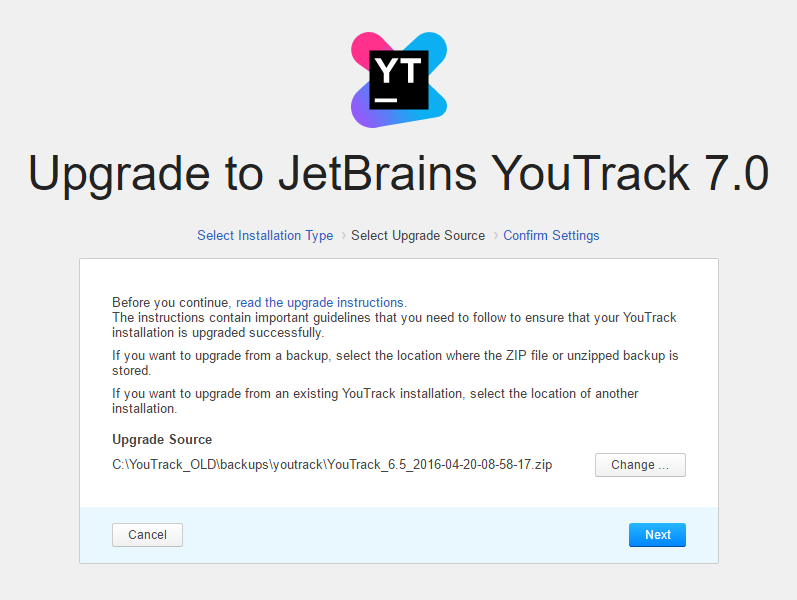 YT
Upgrade to JetBrains YouTrack 7.0
Select Installation Type › Select Upgrade Source › Confirm Settings
Before you continue, read the upgrade instructions.
The instructions contain important guidelines that you need to follow to ensure that your YouTrack
installation is upgraded successfully.
If you want to upgrade from a backup, select the location where the ZIP file or unzipped backup is
stored.
If you want to upgrade from an existing YouTrack installation, select the location of another
installation.
Upgrade Source
C:\YouTrack_OLD\backups\youtrack\YouTrack_6.5_2016-04-20-08-58-17.zip Change ...
Cancel Next